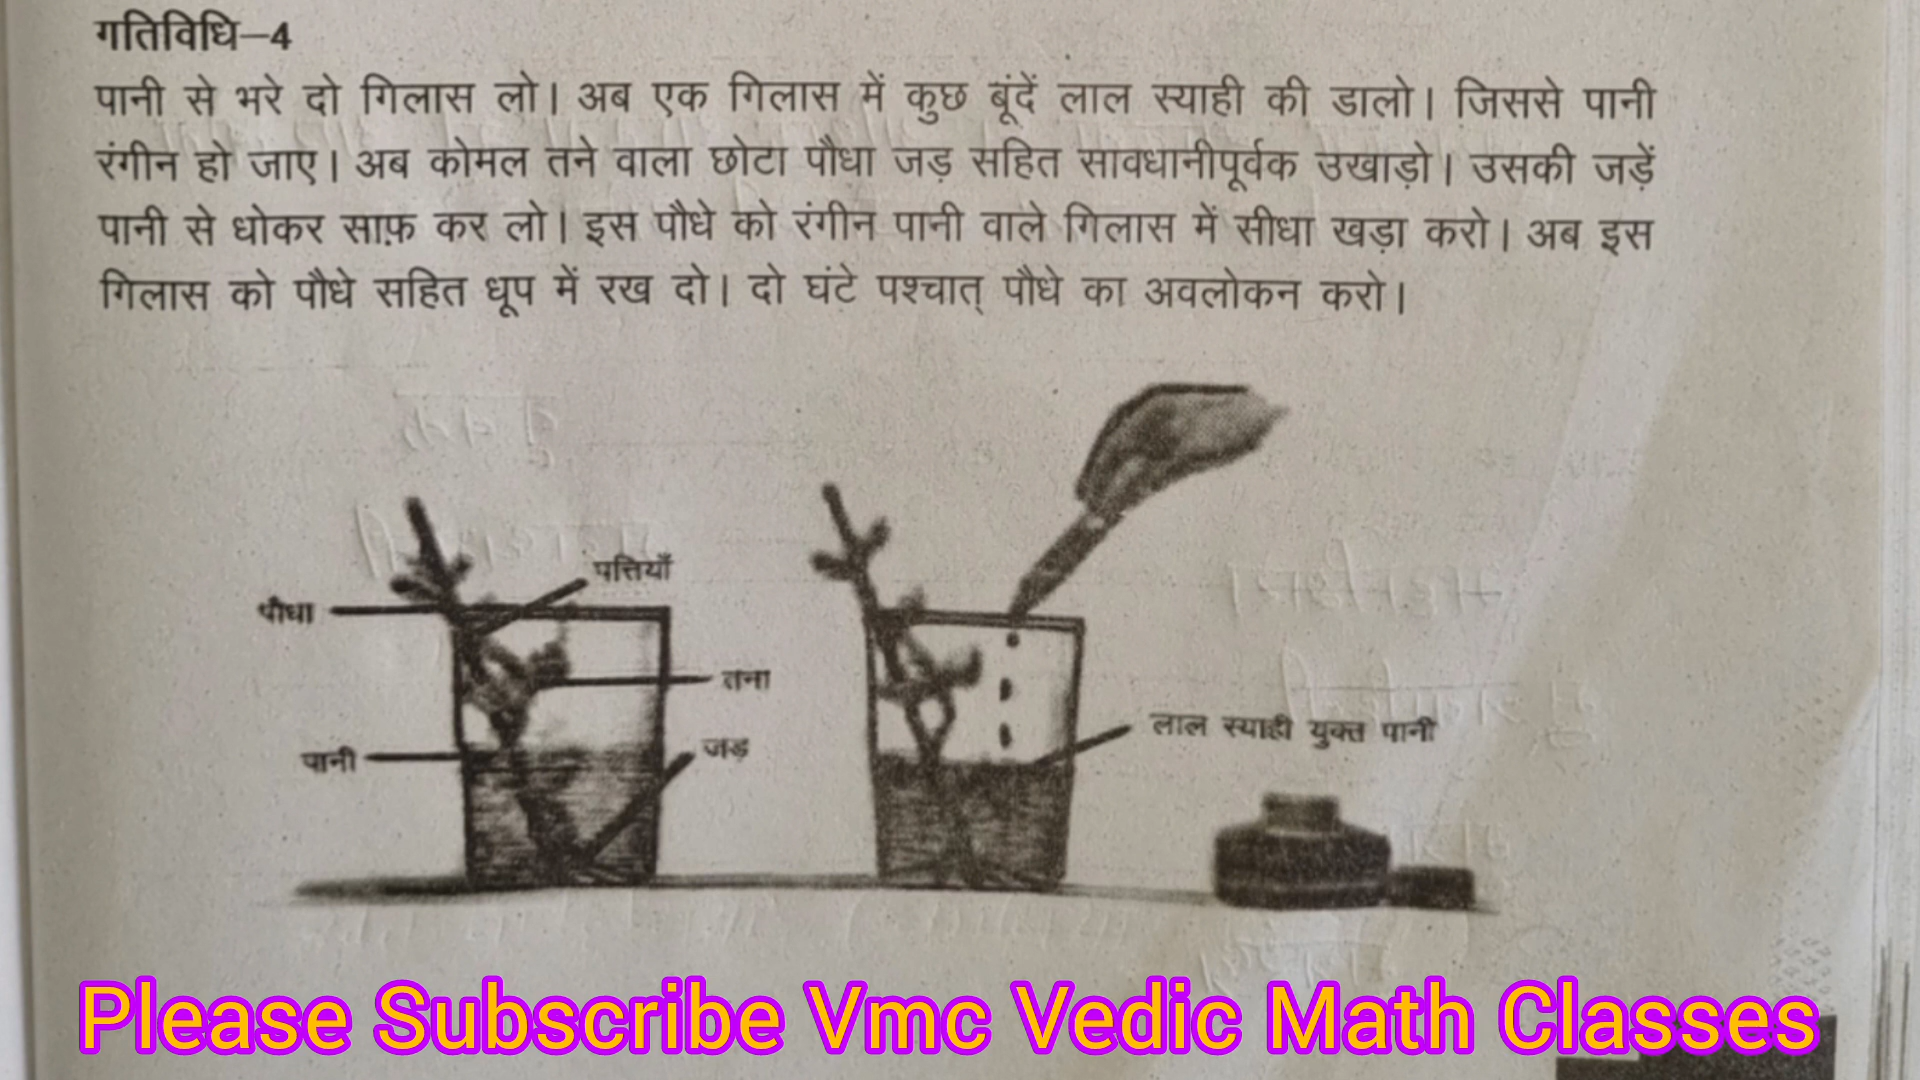 गतिविधि–4
पानी से भरे दो गिलास लो। अब एक गिलास में कुछ बूंदें लाल स्याही की डालो। जिससे पानी
रंगीन हो जाए। अब कोमल तने वाला छोटा पौधा जड़ सहित सावधानीपूर्वक उखाड़ो। उसकी जड़ें
पानी से धोकर साफ़ कर लो। इस पौधे को रंगीन पानी वाले गिलास में सीधा खड़ा करो। अब इस
गिलास को पौधे सहित धूप में रख दो। दो घंटे पश्चात् पौधे का अवलोकन करो।
पत्तियाँ
पौधा
तना
लाल स्याही युक्त पानी
जड़
पानी
Please Subscribe Vmc Vedic Math Classes